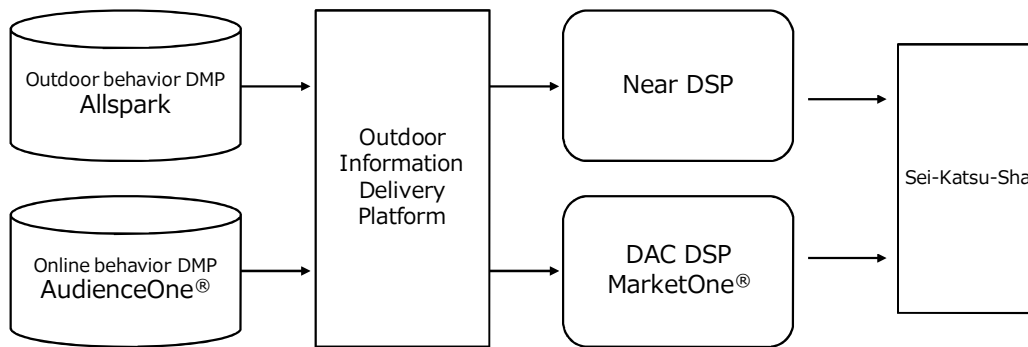 Outdoor behavior DMP
Allspark
Online behavior DMP
AudienceOne®
Outdoor
Information
Delivery
Platform
Near DSP
DAC DSP
MarketOne®
Sei-Katsu-Sha